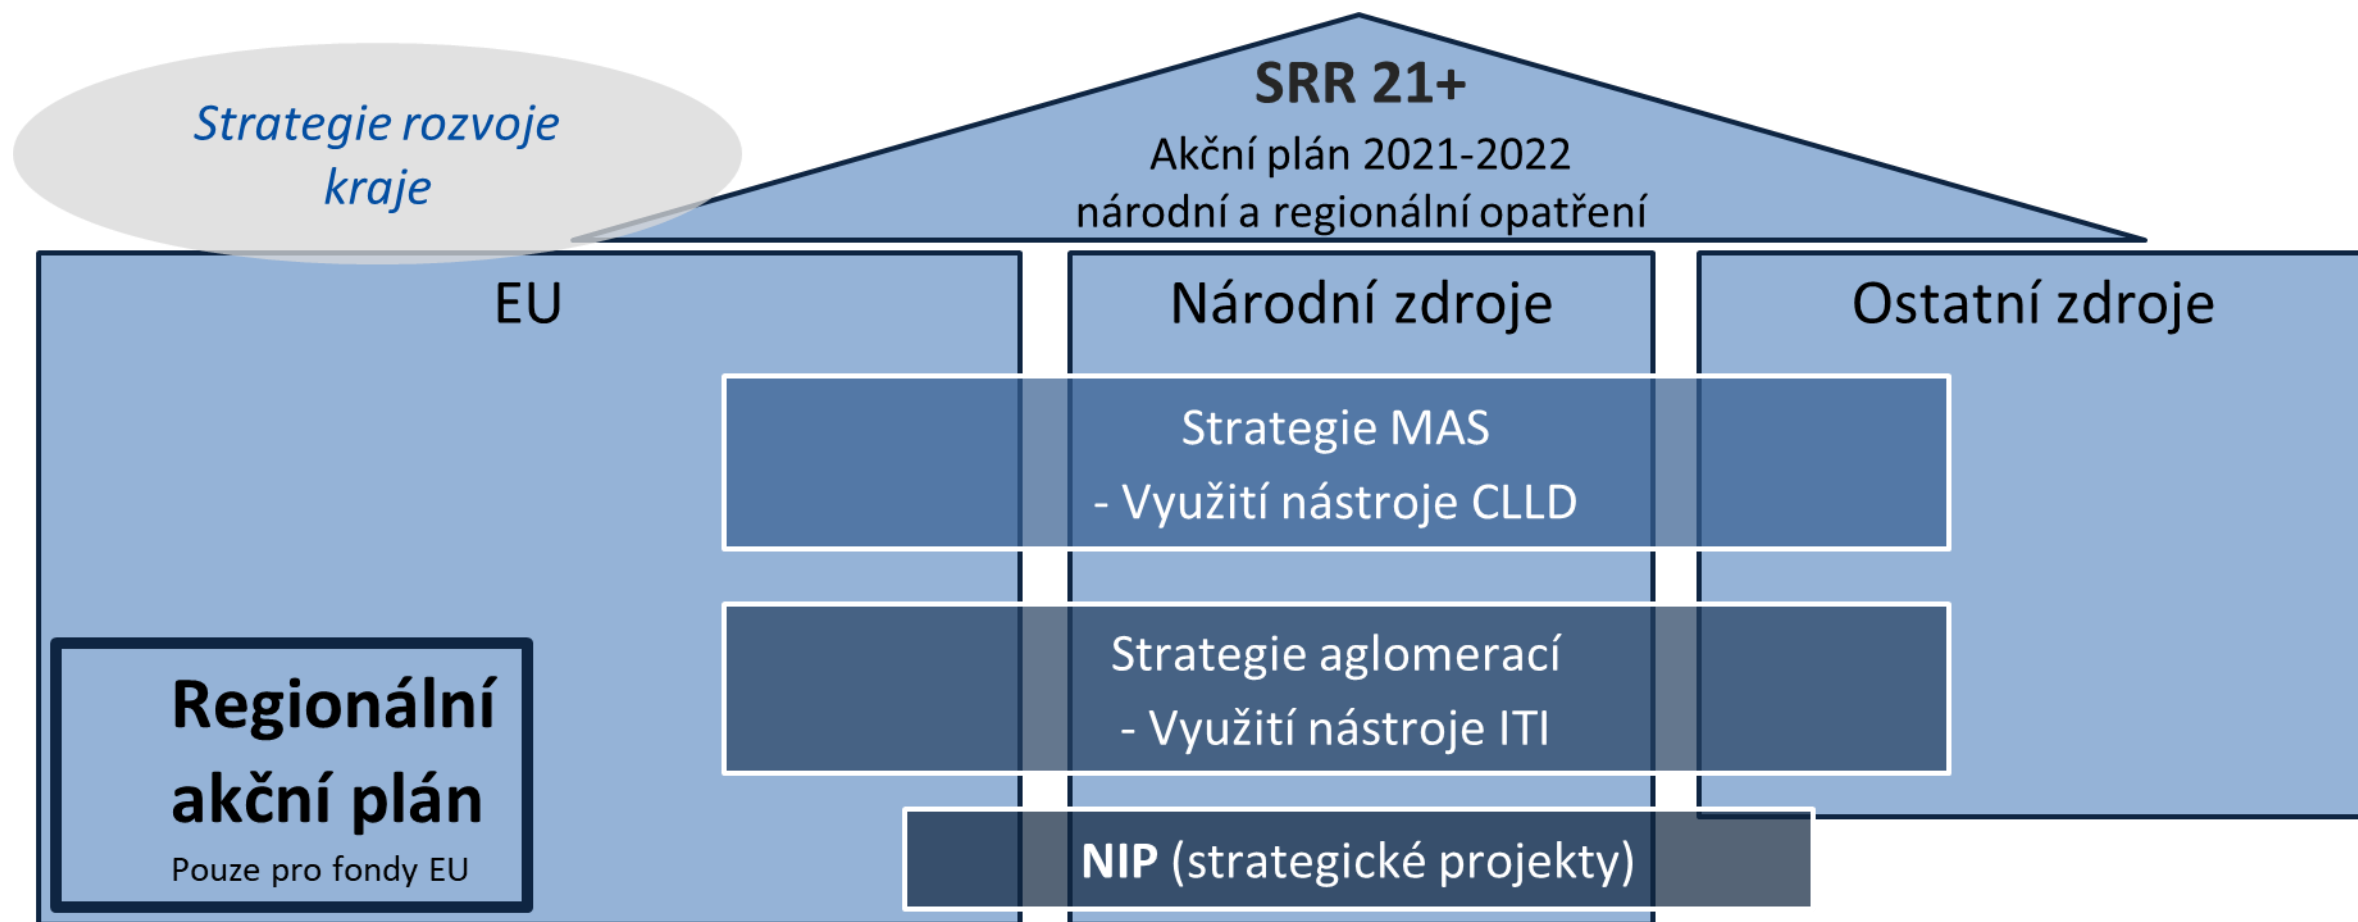 Strategie rozvoje
kraje
SRR 21+
Akční plán 2021-2022
národní a regionální opatření
EU
Národní zdroje
Ostatní zdroje
Strategie MAS
- Využití nástroje CLLD
Strategie aglomerací
- Využití nástroje ITI
Regionální
akční plán
Pouze pro fondy EU
NIP (strategické projekty)